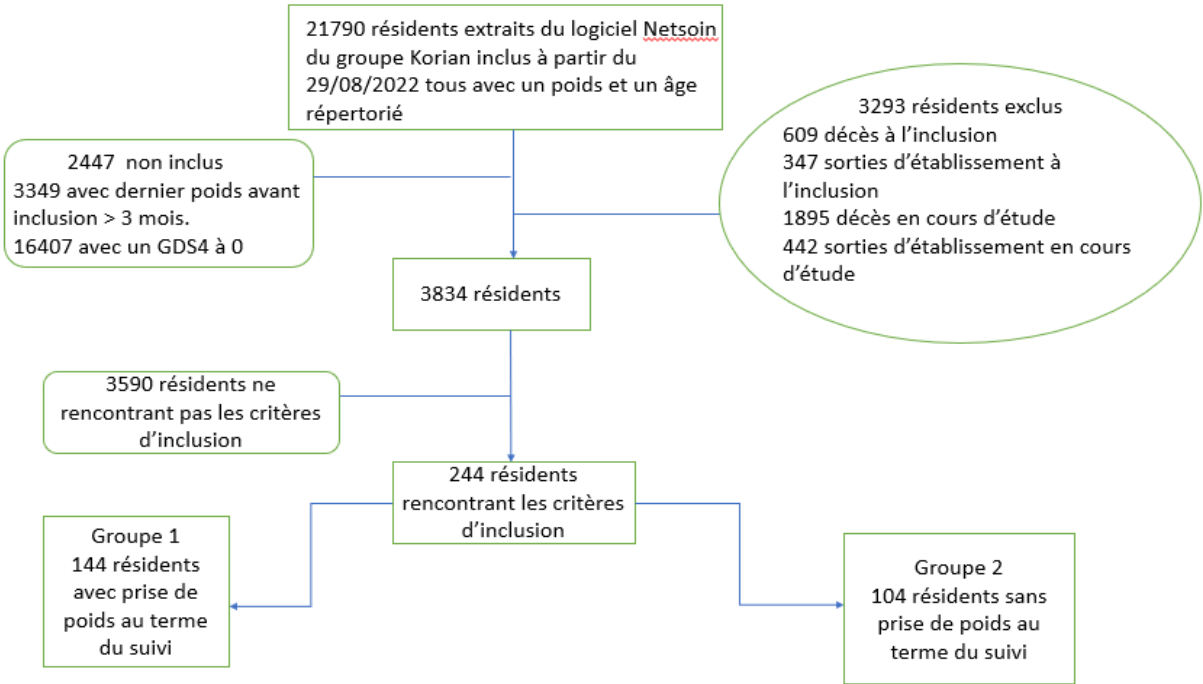 21790 résidents extraits du logiciel Netsoin
du groupe Korian inclus à partir du
29/08/2022 tous avec un poids et un âge
répertorié
3293 résidents exclus
609 décès à l'inclusion
347 sorties d'établissement à
l'inclusion
1895 décès en cours d'étude
442 sorties d'établissement en cours
d'étude
2447 non inclus
3349 avec dernier poids avant
inclusion > 3 mois.
16407 avec un GDS4 à 0
3834 résidents
3590 résidents ne
rencontrant pas les critères
d'inclusion
244 résidents
rencontrant les critères
d'inclusion
Groupe 1
144 résidents
avec prise de
poids au terme
du suivi
Groupe 2
104 résidents sans
prise de poids au
terme du suivi